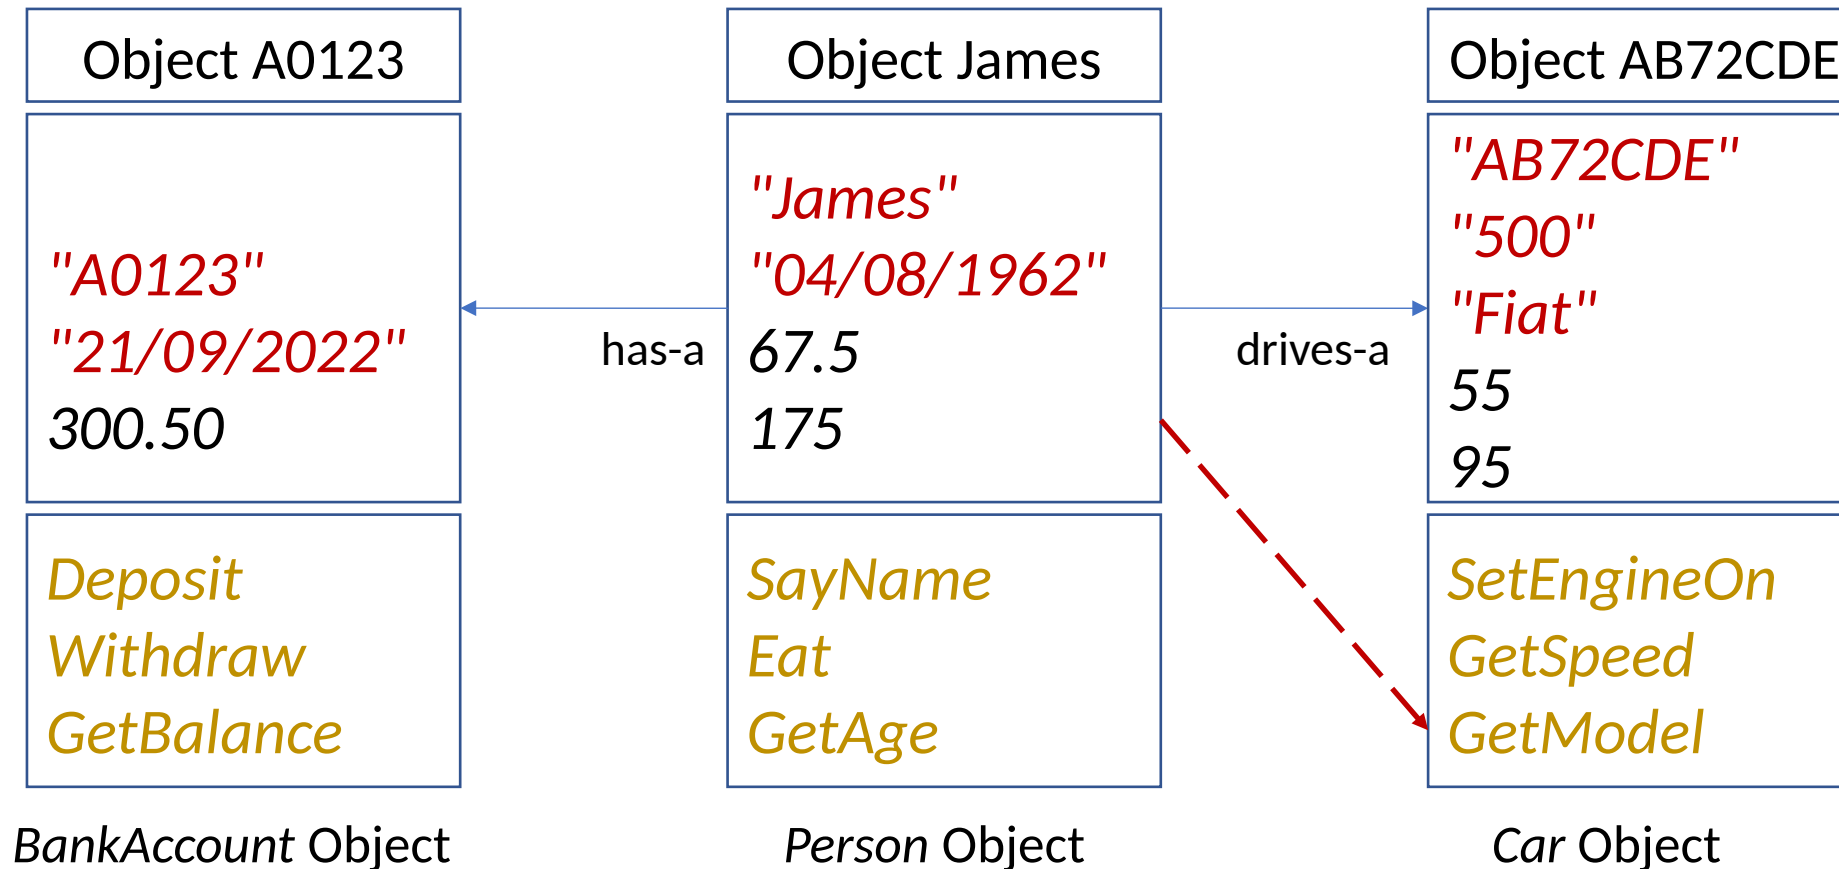 Object A0123
"A0123"
"21/09/2022"
300.50
Deposit
Withdraw
GetBalance
BankAccount Object
has-a
Object James
"James"
"04/08/1962"
67.5
175
SayName
Eat
GetAge
Person Object
drives-a
Object AB72CDE
"AB72CDE"
"500"
"Fiat"
55
95
SetEngineOn
GetSpeed
GetModel
Car Object